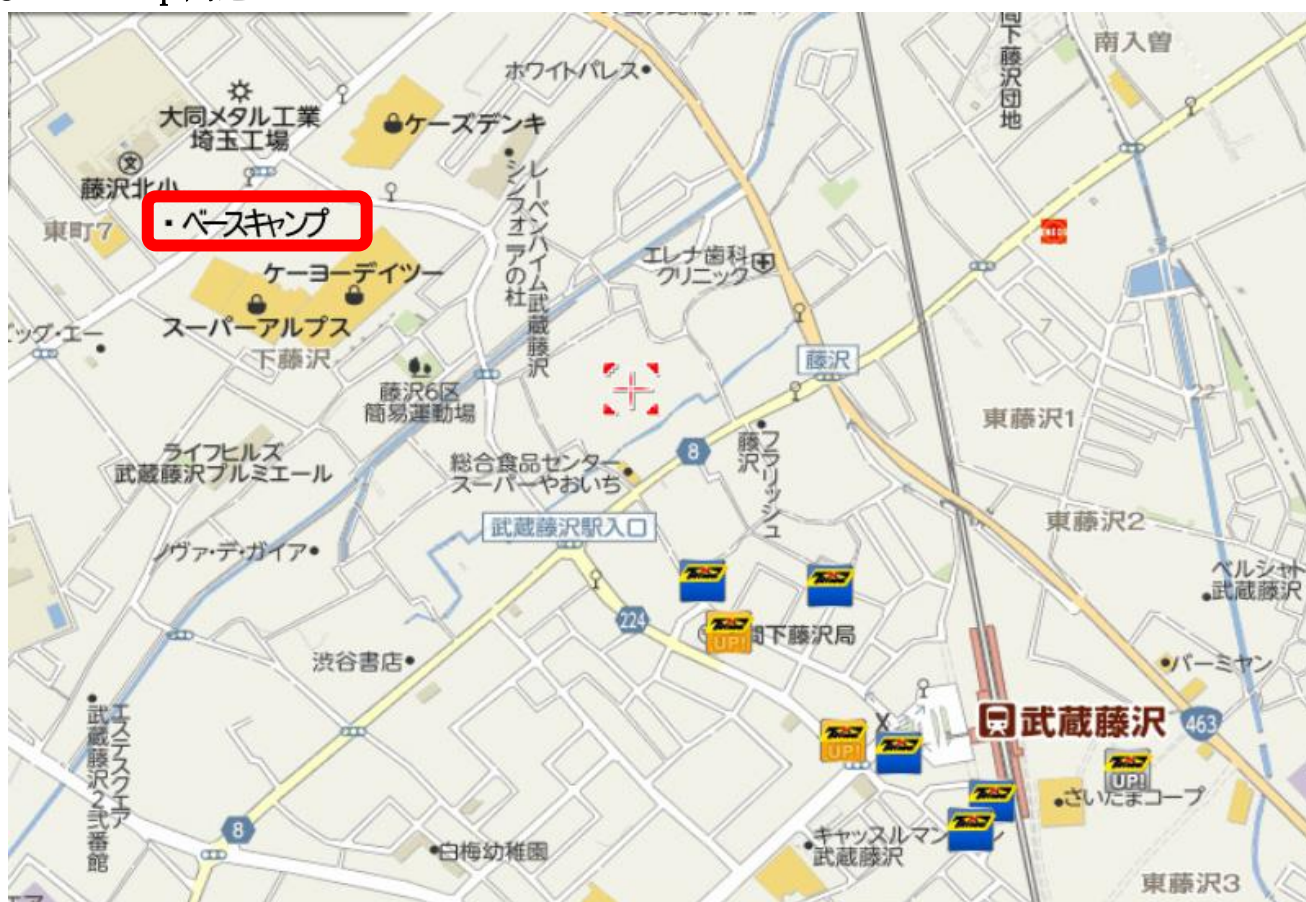 南入曽
間下藤沢団地
ホワイトパレス
大同メタル工業
埼玉工場
ケーズデンキ
藤沢北小
レーベンハイム武蔵藤沢
シンフォニアの杜
ベースキャンプ
東町7
エレナ歯科
クリニック
ケーヨーデイツー
スーパーアルプス
ッグ・エー
下藤沢
藤沢
7
藤沢6区
簡易運動場
22
東藤沢1
フラリッシュ
藤沢
8
ライフヒルズ
武蔵藤沢プルミエール
総合食品センター
スーパーやおいち
武蔵藤沢駅入口
東藤沢2
ノヴァ・デ・ガイア
ベルシャト
武蔵藤沢
224
UP!
間下藤沢局
渋谷書店
バーミヤン
エステスクエア
武蔵藤沢2弐番館
武蔵藤沢
463
UP!
UP!
さいたまコープ
8
白梅幼稚園
キャッスルマン
武蔵藤沢
東藤沢3